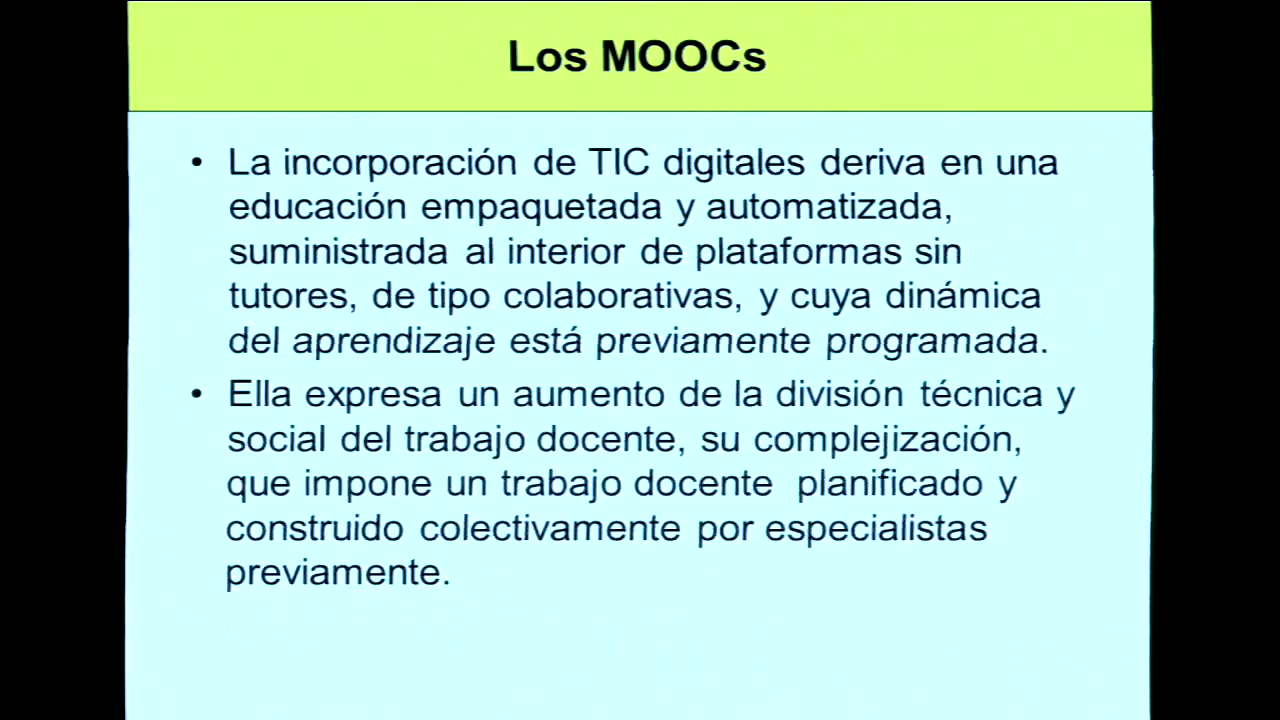 Los MOOCs
• La incorporación de TIC digitales deriva en una
educación empaquetada y automatizada,
suministrada al interior de plataformas sin
tutores, de tipo colaborativas, y cuya dinámica
del aprendizaje está previamente programada.
• Ella expresa un aumento de la división técnica y
social del trabajo docente, su complejización,
que impone un trabajo docente planificado y
construido colectivamente por especialistas
previamente.